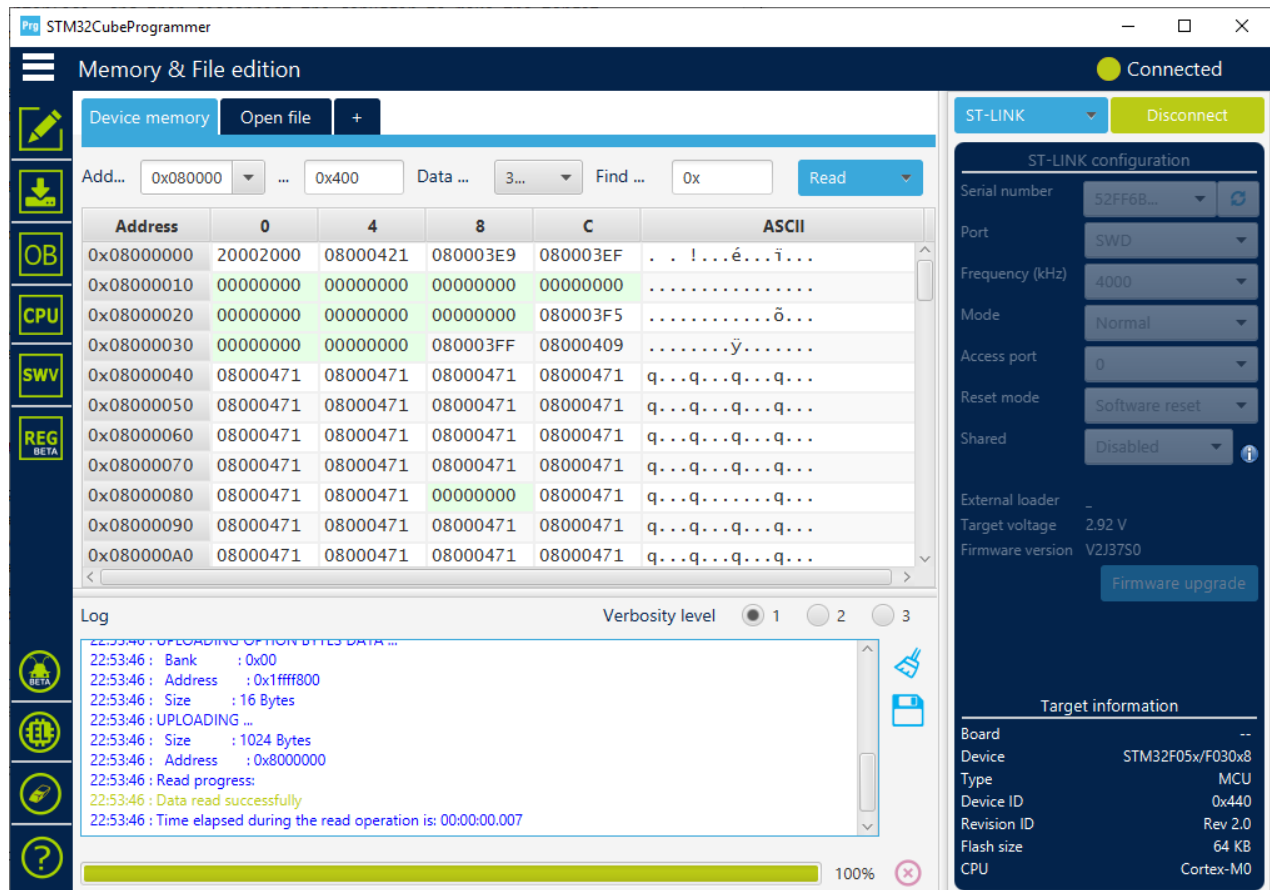 Prg STM32CubeProgrammer
Memory & File edition
Connected
Device memory Open file +
ST-LINK Disconnect
Add... 0x080000 ... 0x400 Data ... 3... Find ... 0x Read
Address 0 4 8 C ASCII
0x08000000 20002000 08000421 080003E9 080003EF . . !...é...ï...
0x08000010 00000000 00000000 00000000 00000000 ................
0x08000020 00000000 00000000 00000000 080003F5 ............õ...
0x08000030 00000000 00000000 080003FF 08000409 ........ÿ.......
0x08000040 08000471 08000471 08000471 08000471 q...q...q...q...
0x08000050 08000471 08000471 08000471 08000471 q...q...q...q...
0x08000060 08000471 08000471 08000471 08000471 q...q...q...q...
0x08000070 08000471 08000471 08000471 08000471 q...q...q...q...
0x08000080 08000471 08000471 00000000 08000471 q...q.......q...
0x08000090 08000471 08000471 08000471 08000471 q...q...q...q...
0x080000A0 08000471 08000471 08000471 08000471 q...q...q...q...
OB
CPU
SWV
REG
BETA
BETA
EL
?
Log Verbosity level 1 2 3
22:53:46 : UPLOADING OPTION BYTES DATA ...
22:53:46 : Bank : 0x00
22:53:46 : Address : 0x1ffff800
22:53:46 : Size : 16 Bytes
22:53:46 : UPLOADING ...
22:53:46 : Size : 1024 Bytes
22:53:46 : Address : 0x8000000
22:53:46 : Read progress:
22:53:46 : Data read successfully
22:53:46 : Time elapsed during the read operation is: 00:00:00.007
100%
ST-LINK configuration
Serial number 52FF6B...
Port SWD
Frequency (kHz) 4000
Mode Normal
Access port 0
Reset mode Software reset
Shared Disabled
External loader _
Target voltage 2.92 V
Firmware version V2J37S0
Firmware upgrade
Target information
Board --
Device STM32F05x/F030x8
Type MCU
Device ID 0x440
Revision ID Rev 2.0
Flash size 64 KB
CPU Cortex-M0